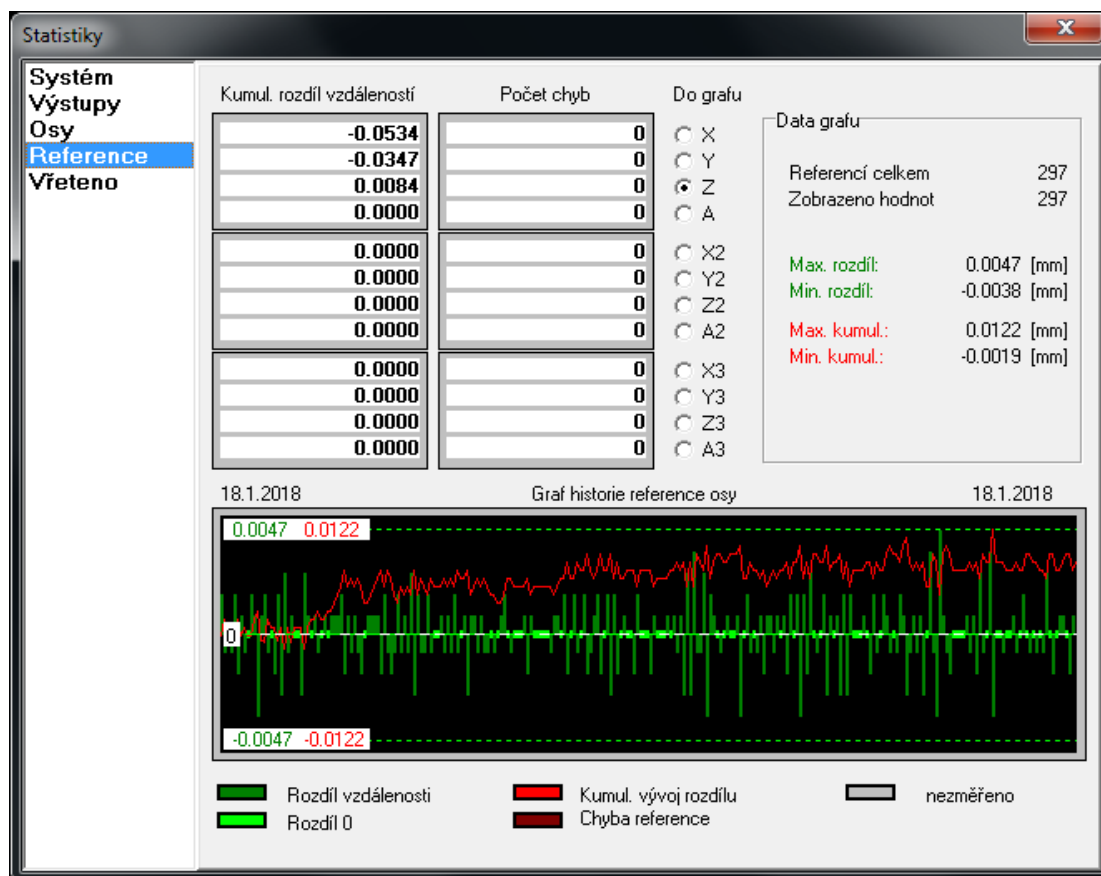 Statistiky
Systém
Výstupy
Osy
Reference
Vřeteno
Kumul. rozdíl vzdáleností Počet chyb Do grafu
-0.0534 0 X
-0.0347 0 Y
0.0084 0 Z
0.0000 0 A
0.0000 0 X2
0.0000 0 Y2
0.0000 0 Z2
0.0000 0 A2
0.0000 0 X3
0.0000 0 Y3
0.0000 0 Z3
0.0000 0 A3
Data grafu
Referencí celkem 297
Zobrazeno hodnot 297
Max. rozdíl: 0.0047 [mm]
Min. rozdíl: -0.0038 [mm]
Max. kumul.: 0.0122 [mm]
Min. kumul.: -0.0019 [mm]
18.1.2018 Graf historie reference osy 18.1.2018
0.0047 0.0122
0
-0.0047 -0.0122
Rozdíl vzdálenosti Kumul. vývoj rozdílu nezměřeno
Rozdíl 0 Chyba reference